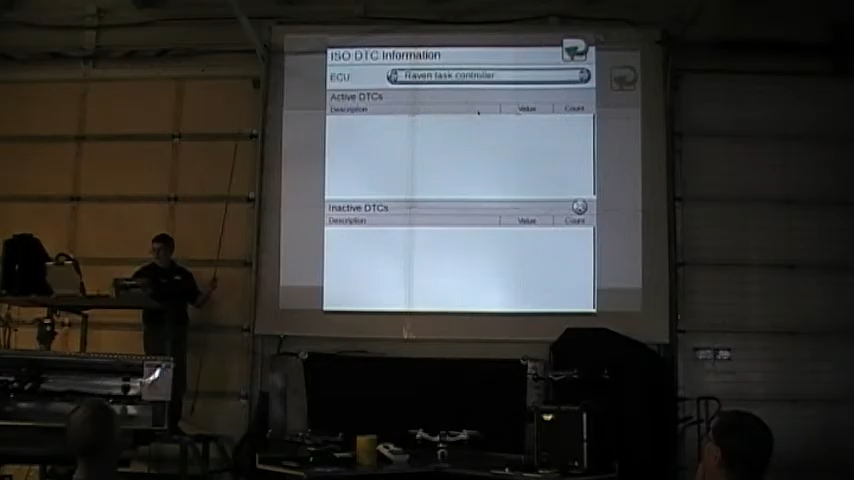 ISO DTC Information
ECU Raven task controller
Active DTCs
Description Value Count
Inactive DTCs
Description Value Count